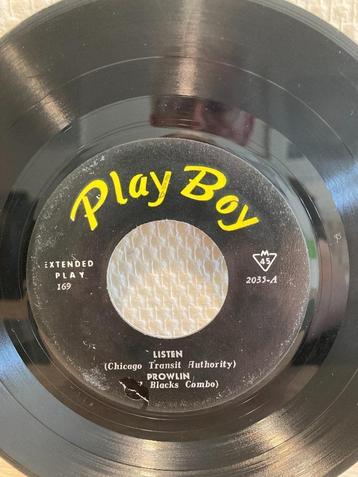 Play Boy
EXTENDED
PLAY
169
M
45
2035-A
LISTEN
(Chicago Transit Authority)
PROWLIN
Blacks Combo)